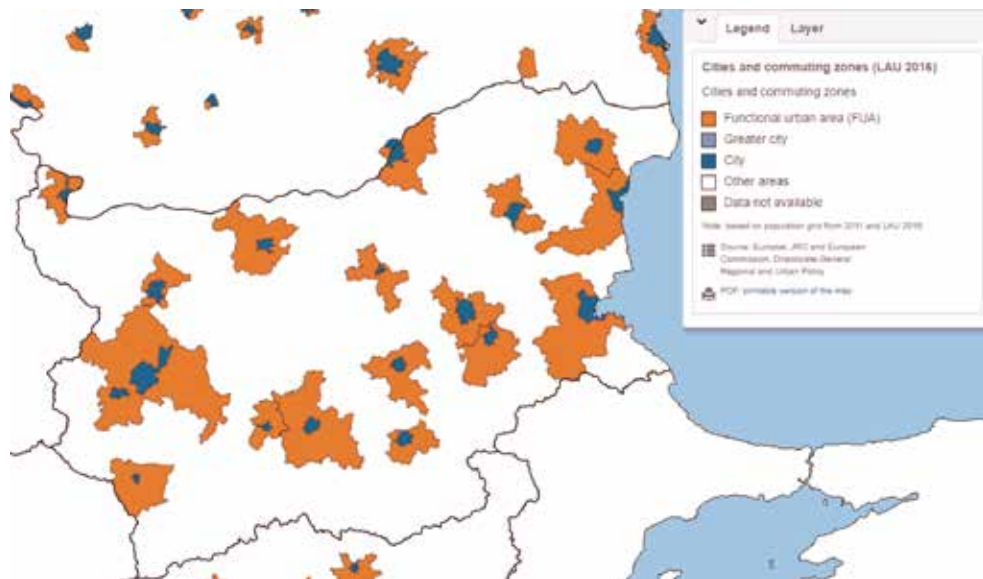 Legend Layer
Cities and commuting zones (LAU 2016)
Cities and commuting zones
Functional urban area (FUA)
Greater city
City
Other areas
Data not available
Note: based on population grid from 2011 and LAU 2016
Source: Eurostat, JRC and European
Commission, Directorate-General
Regional and Urban Policy
PDF: printable version of the map